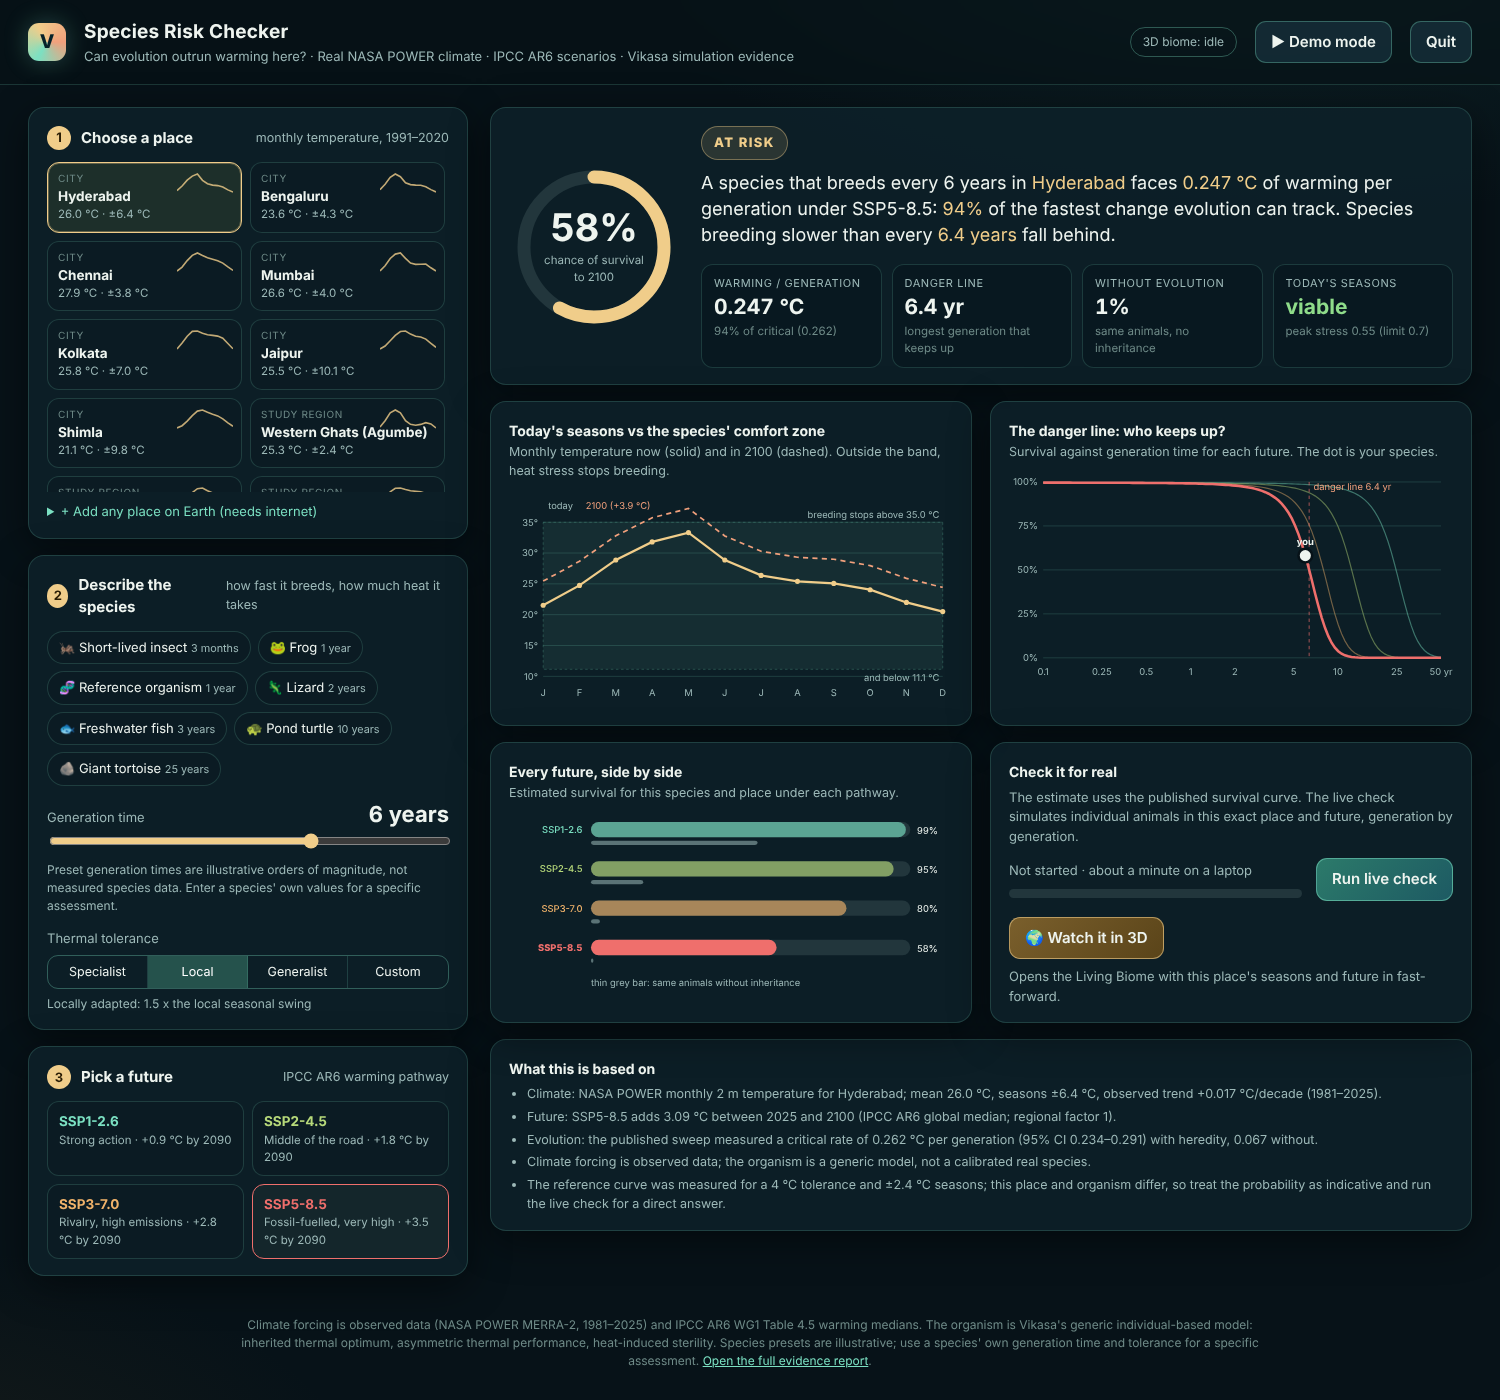 V
Species Risk Checker
Can evolution outrun warming here? · Real NASA POWER climate · IPCC AR6 scenarios · Vikasa simulation evidence
3D biome: idle
▶ Demo mode
Quit
1
Choose a place
monthly temperature, 1991–2020
CITY
Hyderabad
26.0 °C · ±6.4 °C
CITY
Bengaluru
23.6 °C · ±4.3 °C
CITY
Chennai
27.9 °C · ±3.8 °C
CITY
Mumbai
26.6 °C · ±4.0 °C
CITY
Kolkata
25.8 °C · ±7.0 °C
CITY
Jaipur
25.5 °C · ±10.1 °C
CITY
Shimla
21.1 °C · ±9.8 °C
STUDY REGION
Western Ghats (Agumbe)
25.3 °C · ±2.4 °C
STUDY REGION
STUDY REGION
▶ + Add any place on Earth (needs internet)
2
Describe the
species
how fast it breeds, how much heat it
takes
Short-lived insect 3 months
Frog 1 year
Reference organism 1 year
Lizard 2 years
Freshwater fish 3 years
Pond turtle 10 years
Giant tortoise 25 years
Generation time
6 years
Preset generation times are illustrative orders of magnitude, not
measured species data. Enter a species' own values for a specific
assessment.
Thermal tolerance
Specialist
Local
Generalist
Custom
Locally adapted: 1.5 x the local seasonal swing
3
Pick a future
IPCC AR6 warming pathway
SSP1-2.6
Strong action · +0.9 °C by 2090
SSP2-4.5
Middle of the road · +1.8 °C by
2090
SSP3-7.0
Rivalry, high emissions · +2.8
°C by 2090
SSP5-8.5
Fossil-fuelled, very high · +3.5
°C by 2090
58%
chance of survival
to 2100
AT RISK
A species that breeds every 6 years in Hyderabad faces 0.247 °C of warming per
generation under SSP5-8.5: 94% of the fastest change evolution can track. Species
breeding slower than every 6.4 years fall behind.
WARMING / GENERATION
0.247 °C
94% of critical (0.262)
DANGER LINE
6.4 yr
longest generation that
keeps up
WITHOUT EVOLUTION
1%
same animals, no
inheritance
TODAY'S SEASONS
viable
peak stress 0.55 (limit 0.7)
Today's seasons vs the species' comfort zone
Monthly temperature now (solid) and in 2100 (dashed). Outside the band,
heat stress stops breeding.
today
2100 (+3.9 °C)
breeding stops above 35.0 °C
35°
30°
25°
20°
15°
10°
and below 11.1 °C
J F M A M J J A S O N D
The danger line: who keeps up?
Survival against generation time for each future. The dot is your species.
danger line 6.4 yr
you
100%
75%
50%
25%
0%
0.1 0.25 0.5 1 2 5 10 25 50 yr
Every future, side by side
Estimated survival for this species and place under each pathway.
SSP1-2.6 99%
SSP2-4.5 95%
SSP3-7.0 80%
SSP5-8.5 58%
thin grey bar: same animals without inheritance
Check it for real
The estimate uses the published survival curve. The live check
simulates individual animals in this exact place and future, generation by
generation.
Not started · about a minute on a laptop
Run live check
Watch it in 3D
Opens the Living Biome with this place's seasons and future in fast-
forward.
What this is based on
• Climate: NASA POWER monthly 2 m temperature for Hyderabad; mean 26.0 °C, seasons ±6.4 °C, observed trend +0.017 °C/decade (1981–2025).
• Future: SSP5-8.5 adds 3.09 °C between 2025 and 2100 (IPCC AR6 global median; regional factor 1).
• Evolution: the published sweep measured a critical rate of 0.262 °C per generation (95% CI 0.234–0.291) with heredity, 0.067 without.
• Climate forcing is observed data; the organism is a generic model, not a calibrated real species.
• The reference curve was measured for a 4 °C tolerance and ±2.4 °C seasons; this place and organism differ, so treat the probability as indicative and run
the live check for a direct answer.
Climate forcing is observed data (NASA POWER MERRA-2, 1981–2025) and IPCC AR6 WG1 Table 4.5 warming medians. The organism is Vikasa's generic individual-based model:
inherited thermal optimum, asymmetric thermal performance, heat-induced sterility. Species presets are illustrative; use a species' own generation time and tolerance for a specific
assessment. Open the full evidence report.